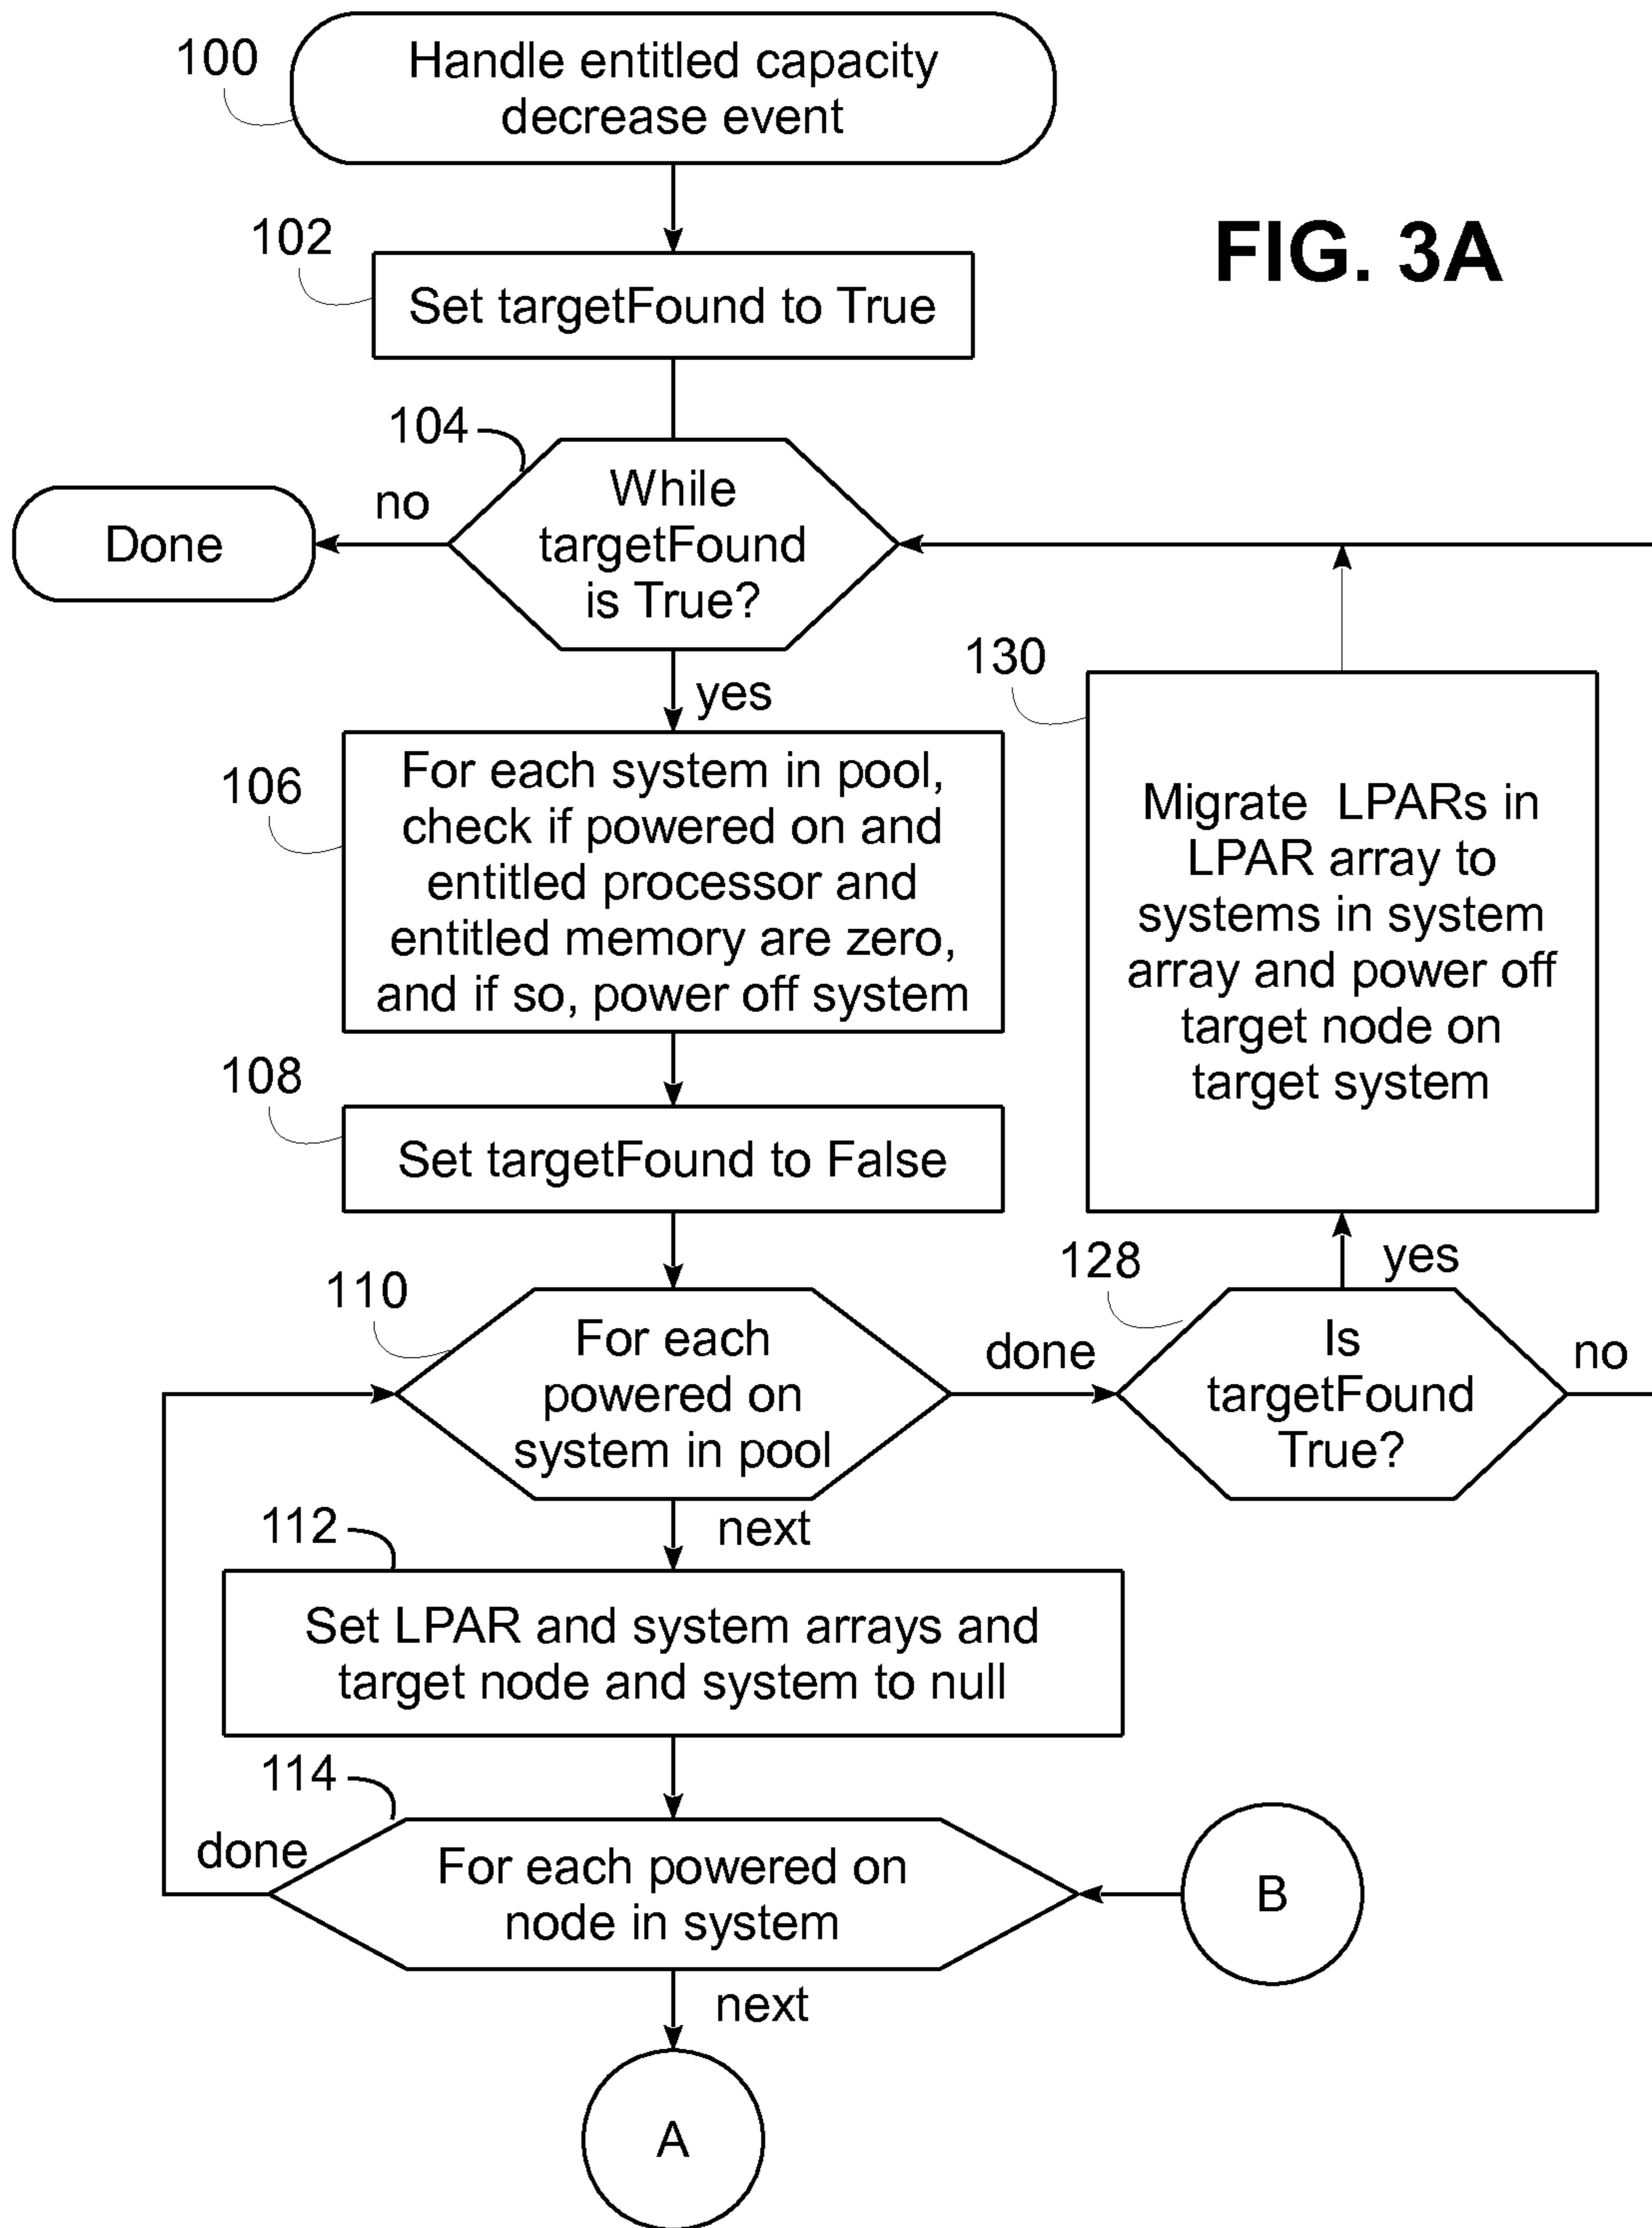 100
Handle entitled capacity
decrease event
FIG. 3A
102
Set targetFound to True
104
While
targetFound
is True?
no
Done
yes
106
For each system in pool,
check if powered on and
entitled processor and
entitled memory are zero,
and if so, power off system
130
Migrate LPARs in
LPAR array to
systems in system
array and power off
target node on
target system
108
Set targetFound to False
110
For each
powered on
system in pool
done
128
yes
Is
targetFound
True?
no
next
112
Set LPAR and system arrays and
target node and system to null
114
done
For each powered on
node in system
B
next
A